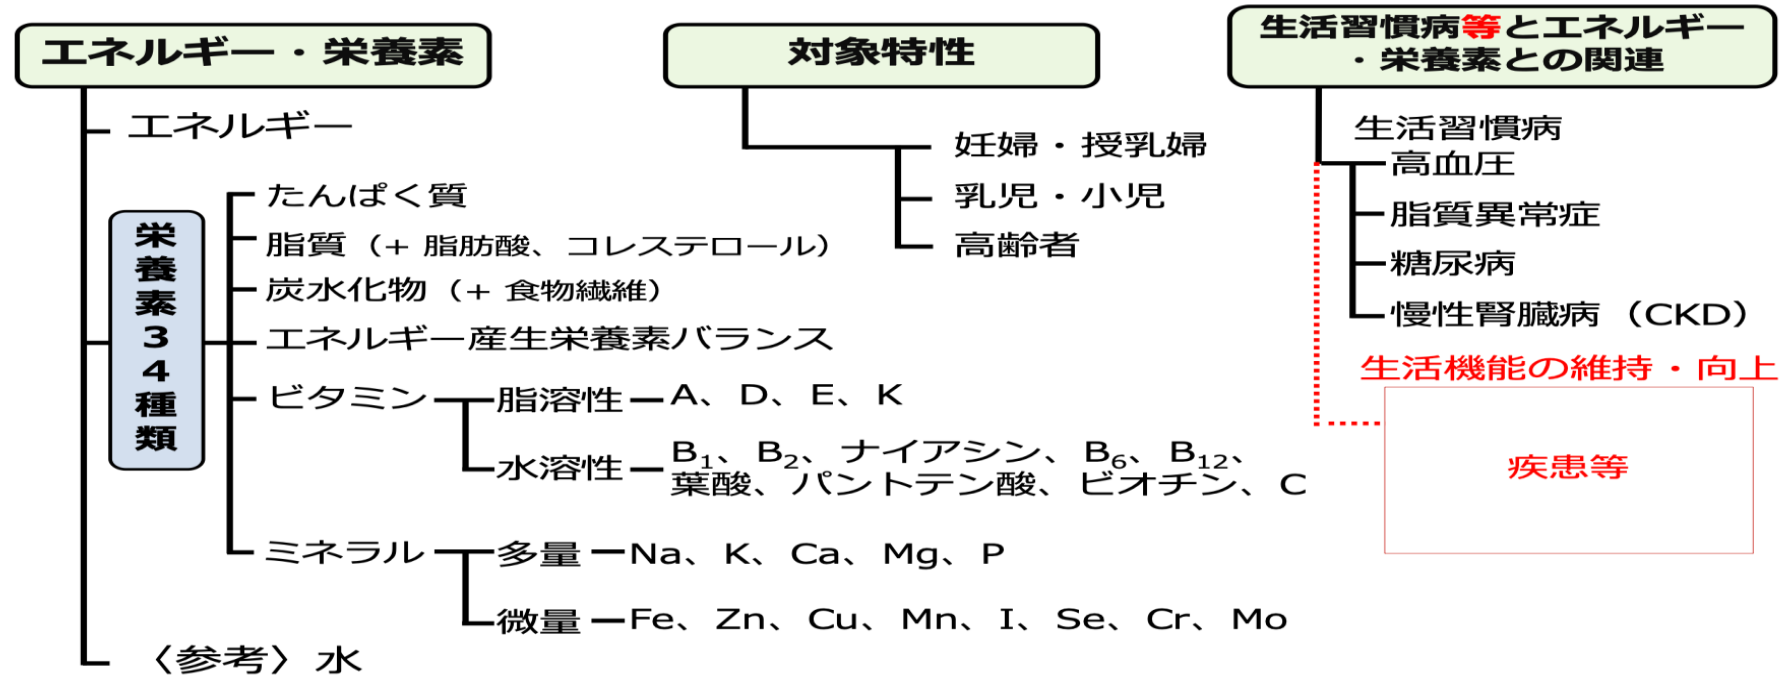 エネルギー・栄養素
エネルギー
栄養素34種類
たんぱく質
脂質（+ 脂肪酸、コレステロール）
炭水化物（+ 食物繊維）
エネルギー産生栄養素バランス
ビタミン
脂溶性
A、D、E、K
水溶性
B1、B2、ナイアシン、B6、B12、
葉酸、パントテン酸、ビオチン、C
ミネラル
多量
Na、K、Ca、Mg、P
微量
Fe、Zn、Cu、Mn、I、Se、Cr、Mo
〈参考〉水
対象特性
妊婦・授乳婦
乳児・小児
高齢者
生活習慣病等とエネルギー
・栄養素との関連
生活習慣病
高血圧
脂質異常症
糖尿病
慢性腎臓病（CKD）
生活機能の維持・向上
疾患等